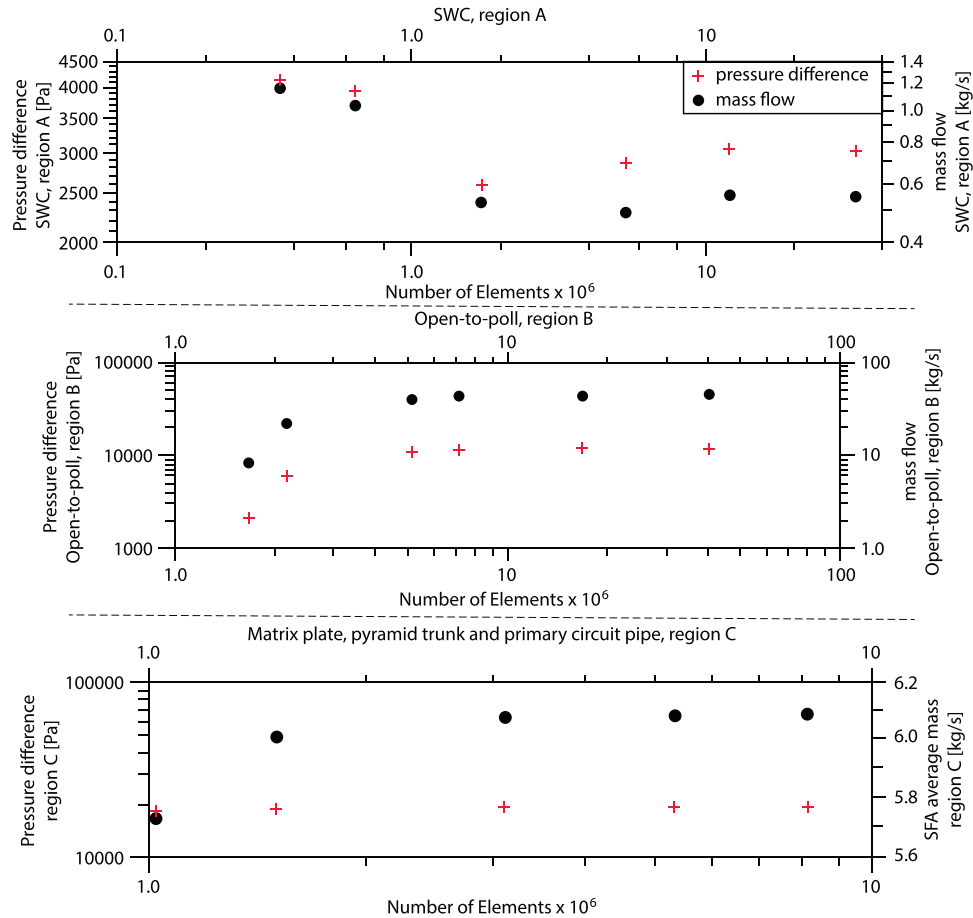 SWC, region A
0.1 1.0 10
4500
4000
3500
3000
2500
2000
Pressure difference
SWC, region A [Pa]
pressure difference
mass flow
1.4
1.2
1.0
0.8
0.6
0.4
mass flow
SWC, region A [kg/s]
0.1 1.0 10
Number of Elements x 10⁶
Open-to-poll, region B
1.0 10 100
100000
10000
1000
Pressure difference
Open-to-poll, region B [Pa]
100
10
1.0
mass flow
Open-to-poll, region B [kg/s]
1.0 10 100
Number of Elements x 10⁶
Matrix plate, pyramid trunk and primary circuit pipe, region C
1.0 10
100000
10000
Pressure difference
region C [Pa]
6.2
6.0
5.8
5.6
SFA average mass
region C [kg/s]
1.0 10
Number of Elements x 10⁶